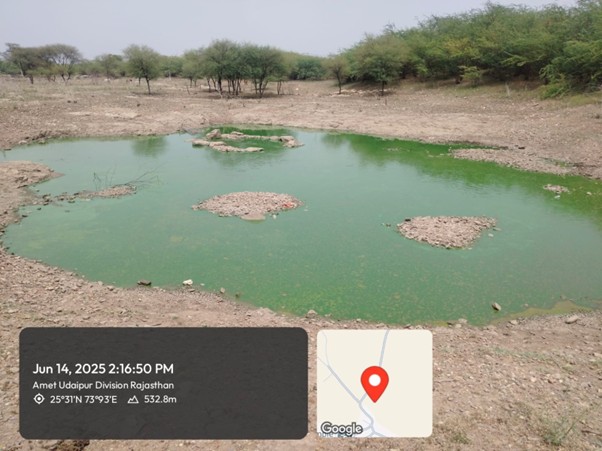 Jun 14, 2025 2:16:50 PM
Amet Udaipur Division Rajasthan
25°31'N 73°93'E 532.8m
Google